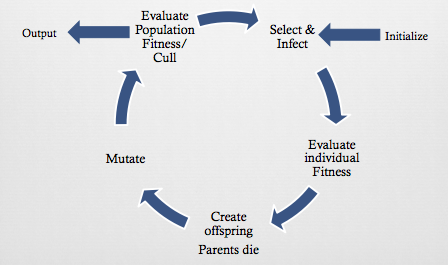 Output
Evaluate
Population
Fitness/
Cull
Select &
Infect
Initialize
Evaluate
individual
Fitness
Create
offspring
Parents die
Mutate